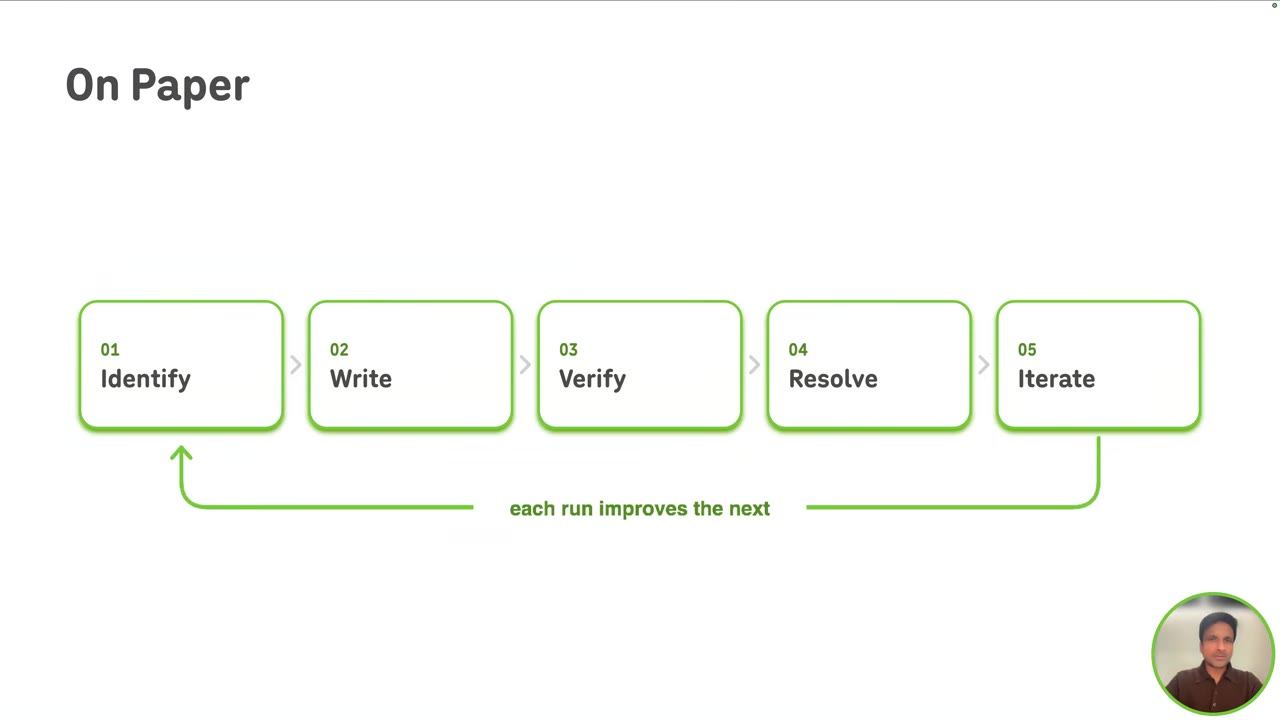 On Paper
01
Identify
02
Write
03
Verify
04
Resolve
05
Iterate
each run improves the next